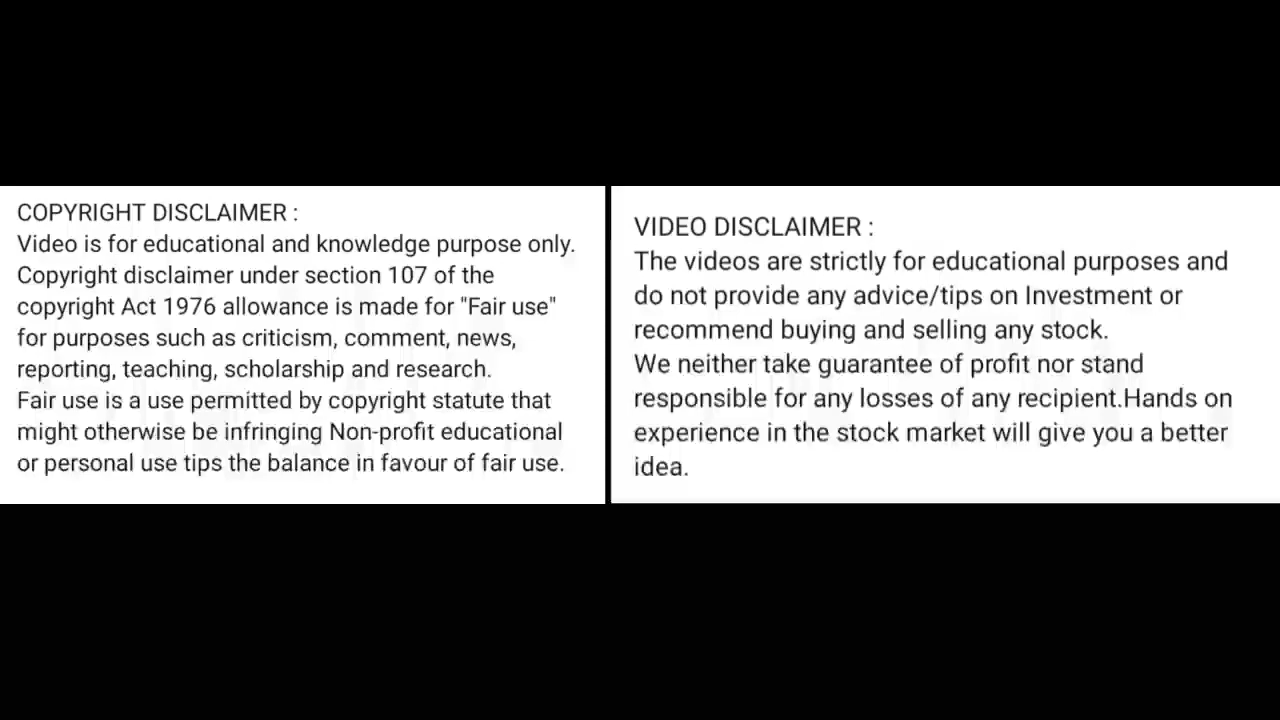 COPYRIGHT DISCLAIMER :
Video is for educational and knowledge purpose only.
Copyright disclaimer under section 107 of the
copyright Act 1976 allowance is made for "Fair use"
for purposes such as criticism, comment, news,
reporting, teaching, scholarship and research.
Fair use is a use permitted by copyright statute that
might otherwise be infringing Non-profit educational
or personal use tips the balance in favour of fair use.
VIDEO DISCLAIMER :
The videos are strictly for educational purposes and
do not provide any advice/tips on Investment or
recommend buying and selling any stock.
We neither take guarantee of profit nor stand
responsible for any losses of any recipient.Hands on
experience in the stock market will give you a better
idea.